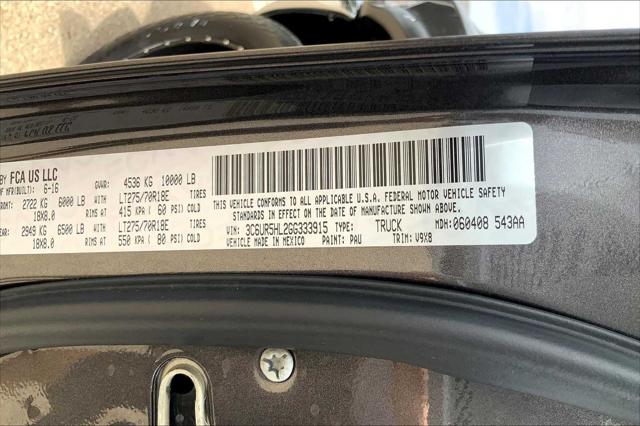 BY FCA US LLC
OF MFR(BUILT): 6-16 GVWR: 4536 KG 10000 LB
FRONT: 2722 KG 6000 LB WITH LT275/70R18E TIRES
18X8.0 RIMS AT 415 KPA ( 60 PSI) COLD
2948 KG 6500 LB WITH LT275/70R18E TIRES
18X8.0 RIMS AT 550 KPA ( 80 PSI) COLD
THIS VEHICLE CONFORMS TO ALL APPLICABLE U.S.A. FEDERAL MOTOR VEHICLE SAFETY
STANDARDS IN EFFECT ON THE DATE OF MANUFACTURE SHOWN ABOVE.
VIN: 3C6UR5HL2GG333915 TYPE: TRUCK MDH: 060408 543AA
MADE IN MEXICO PAINT: PAU TRIM: V9X8